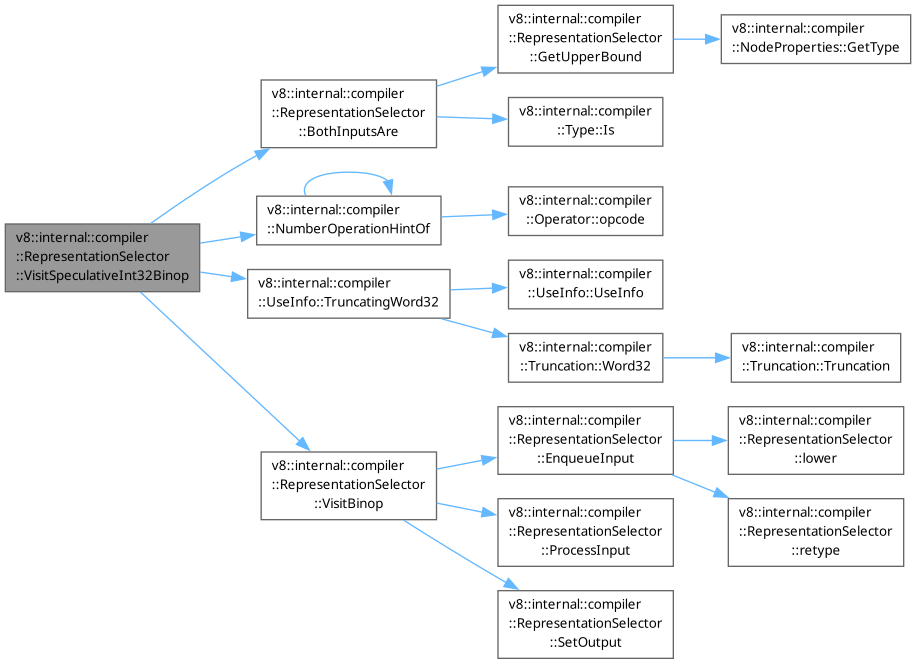 v8::internal::compiler
::RepresentationSelector
::VisitSpeculativeInt32Binop
v8::internal::compiler
::RepresentationSelector
::BothInputsAre
v8::internal::compiler
::RepresentationSelector
::GetUpperBound
v8::internal::compiler
::NodeProperties::GetType
v8::internal::compiler
::Type::Is
v8::internal::compiler
::NumberOperationHintOf
v8::internal::compiler
::Operator::opcode
v8::internal::compiler
::UseInfo::TruncatingWord32
v8::internal::compiler
::UseInfo::UseInfo
v8::internal::compiler
::Truncation::Word32
v8::internal::compiler
::Truncation::Truncation
v8::internal::compiler
::RepresentationSelector
::VisitBinop
v8::internal::compiler
::RepresentationSelector
::EnqueueInput
v8::internal::compiler
::RepresentationSelector
::lower
v8::internal::compiler
::RepresentationSelector
::retype
v8::internal::compiler
::RepresentationSelector
::ProcessInput
v8::internal::compiler
::RepresentationSelector
::SetOutput